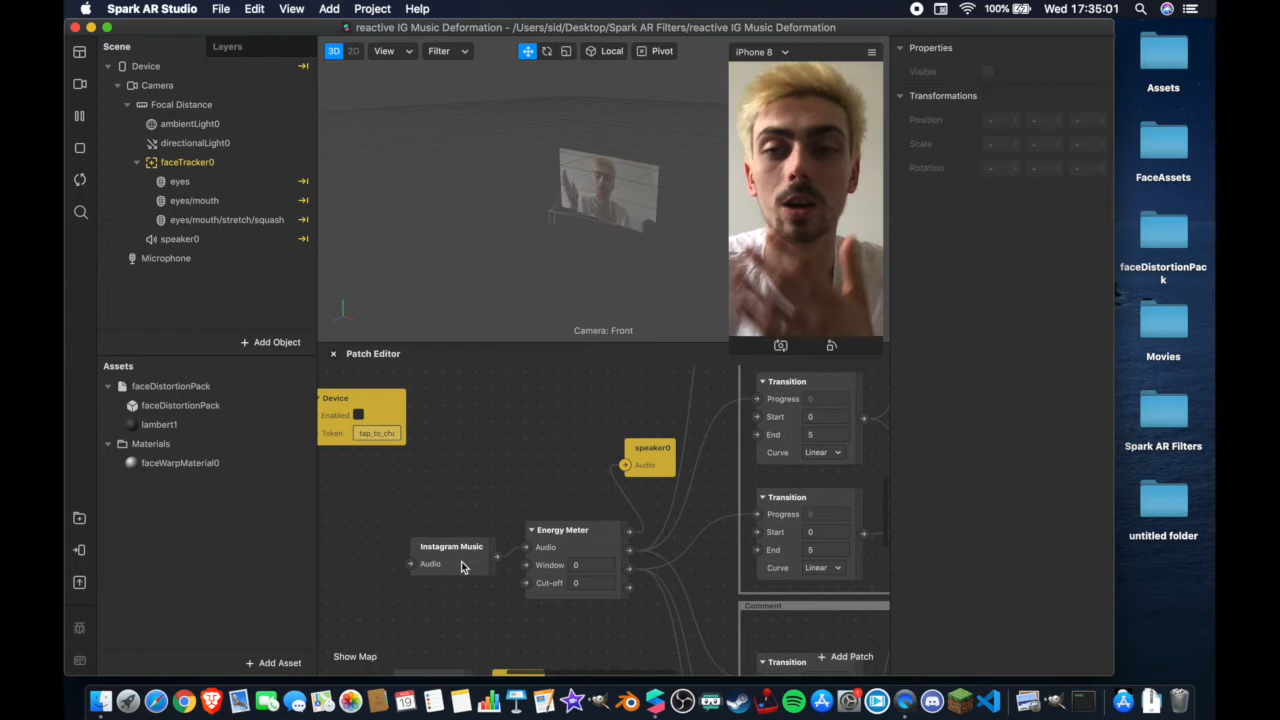 Spark AR Studio File Edit View Add Project Help 100% Wed 17:35:01
reactive IG Music Deformation - /Users/sid/Desktop/Spark AR Filters/reactive IG Music Deformation
Scene Layers
Device
Camera
Focal Distance
ambientLight0
directionalLight0
faceTracker0
eyes
eyes/mouth
eyes/mouth/stretch/squash
speaker0
Microphone
+ Add Object
Assets
faceDistortionPack
faceDistortionPack
lambert1
Materials
faceWarpMaterial0
+ Add Asset
3D 2D View Filter Local Pivot
Camera: Front
iPhone 8
Properties
Visible
Transformations
Position - - -
Scale - - -
Rotation - - -
Patch Editor
Device
Enabled
Token tap_to_ch
speaker0
Audio
Instagram Music
Audio
Energy Meter
Audio
Window 0
Cut-off 0
Transition
Progress 0
Start 0
End 5
Curve Linear
Transition
Progress 0
Start 0
End 5
Curve Linear
Comment
Transition
Show Map
+ Add Patch
Assets
FaceAssets
faceDistortionPac
k
Movies
Spark AR Filters
untitled folder